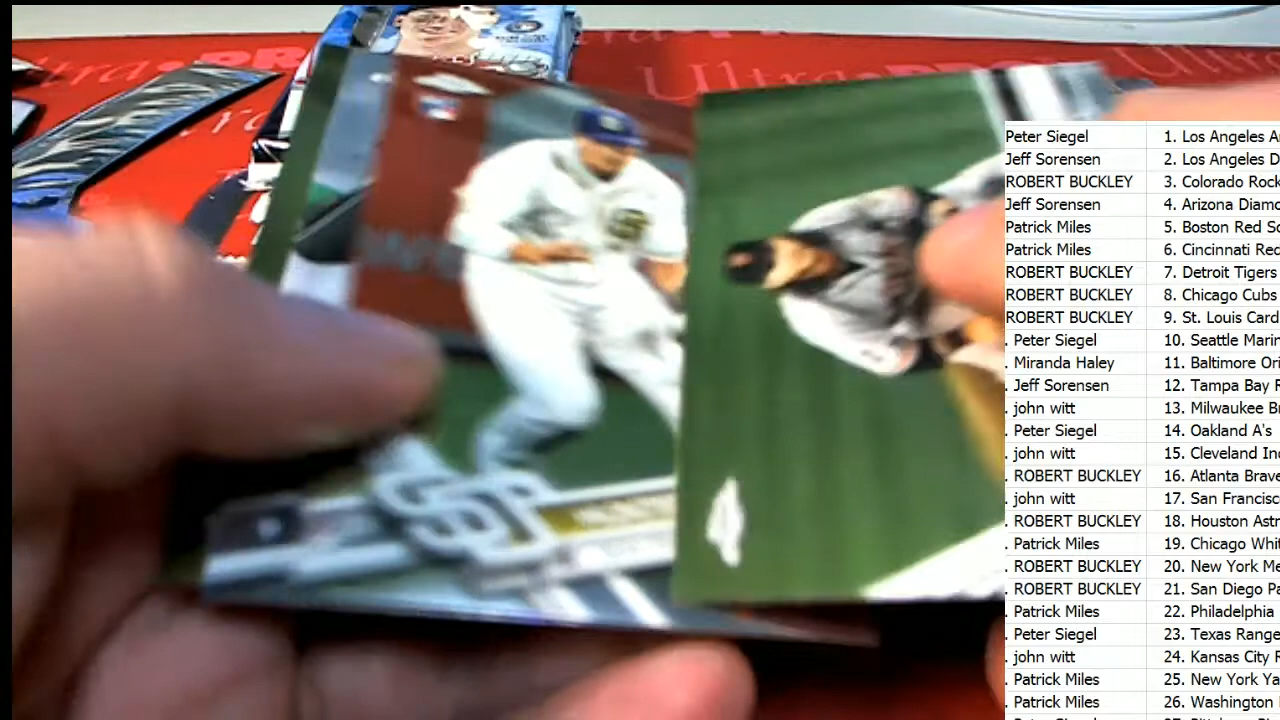 Ultra PRO
Ultra PRO
Peter Siegel 1. Los Angeles A
Jeff Sorensen 2. Los Angeles D
ROBERT BUCKLEY 3. Colorado Rock
Jeff Sorensen 4. Arizona Diamo
Patrick Miles 5. Boston Red So
Patrick Miles 6. Cincinnati Rec
ROBERT BUCKLEY 7. Detroit Tigers
ROBERT BUCKLEY 8. Chicago Cubs
ROBERT BUCKLEY 9. St. Louis Card
. Peter Siegel 10. Seattle Marin
. Miranda Haley 11. Baltimore Ori
. Jeff Sorensen 12. Tampa Bay R
. john witt 13. Milwaukee B
. Peter Siegel 14. Oakland A's
. john witt 15. Cleveland Ind
. ROBERT BUCKLEY 16. Atlanta Brave
. john witt 17. San Francisc
. ROBERT BUCKLEY 18. Houston Astr
. Patrick Miles 19. Chicago Whit
. ROBERT BUCKLEY 20. New York Me
. ROBERT BUCKLEY 21. San Diego Pa
. Patrick Miles 22. Philadelphia
. Peter Siegel 23. Texas Range
. john witt 24. Kansas City R
. Patrick Miles 25. New York Ya
. Patrick Miles 26. Washington
SD